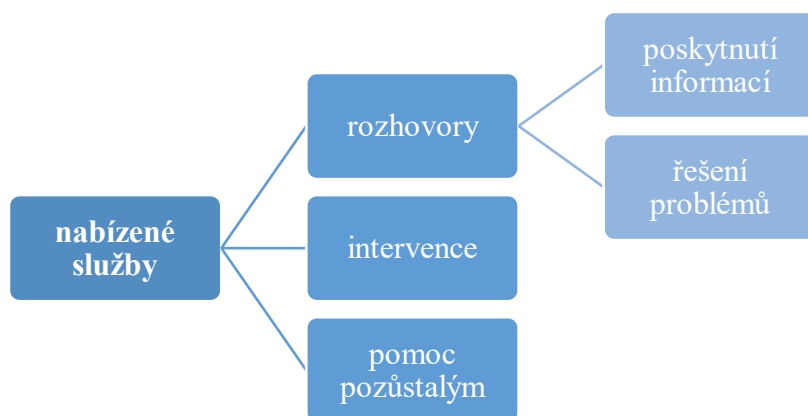 nabízené
služby
rozhovory
poskytnutí
informací
řešení
problémů
intervence
pomoc
pozůstalým